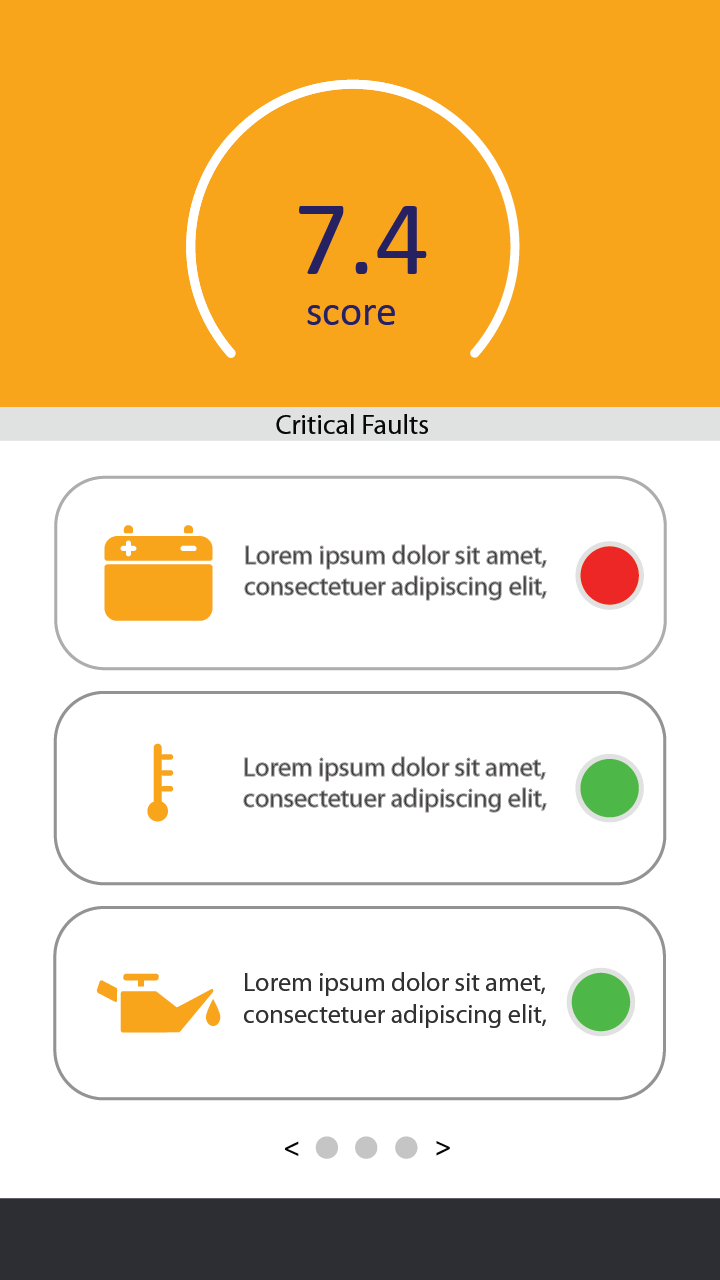 7.4
score
Critical Faults
Lorem ipsum dolor sit amet,
consectetuer adipiscing elit,
Lorem ipsum dolor sit amet,
consectetuer adipiscing elit,
Lorem ipsum dolor sit amet,
consectetuer adipiscing elit,
< >